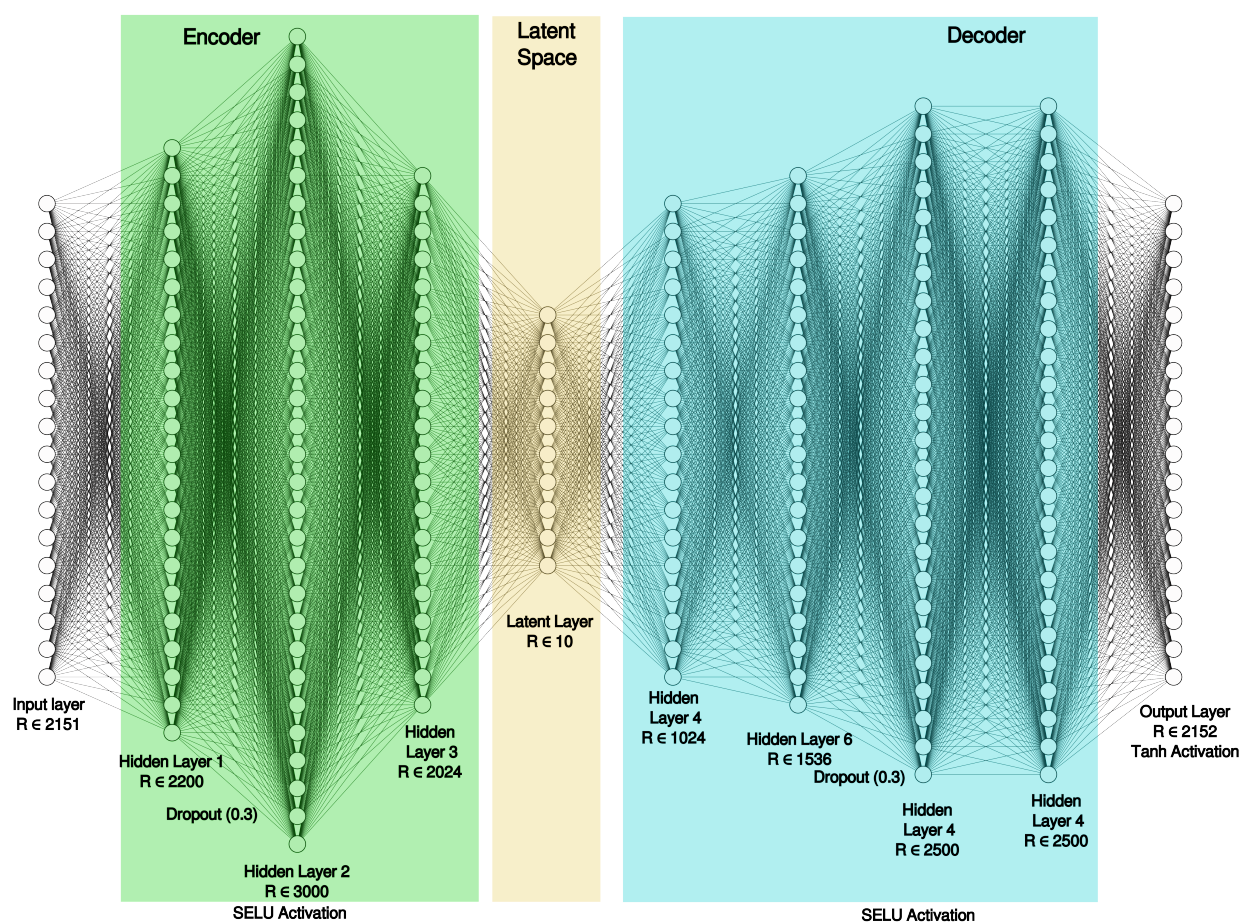 Encoder
Latent
Space
Decoder
Input layer
R ∈ 2151
Hidden Layer 1
R ∈ 2200
Dropout (0.3)
Hidden Layer 2
R ∈ 3000
SELU Activation
Hidden
Layer 3
R ∈ 2024
Latent Layer
R ∈ 10
Hidden
Layer 4
R ∈ 1024
Hidden Layer 6
R ∈ 1536
Dropout (0.3)
Hidden
Layer 4
R ∈ 2500
Hidden
Layer 4
R ∈ 2500
SELU Activation
Output Layer
R ∈ 2152
Tanh Activation